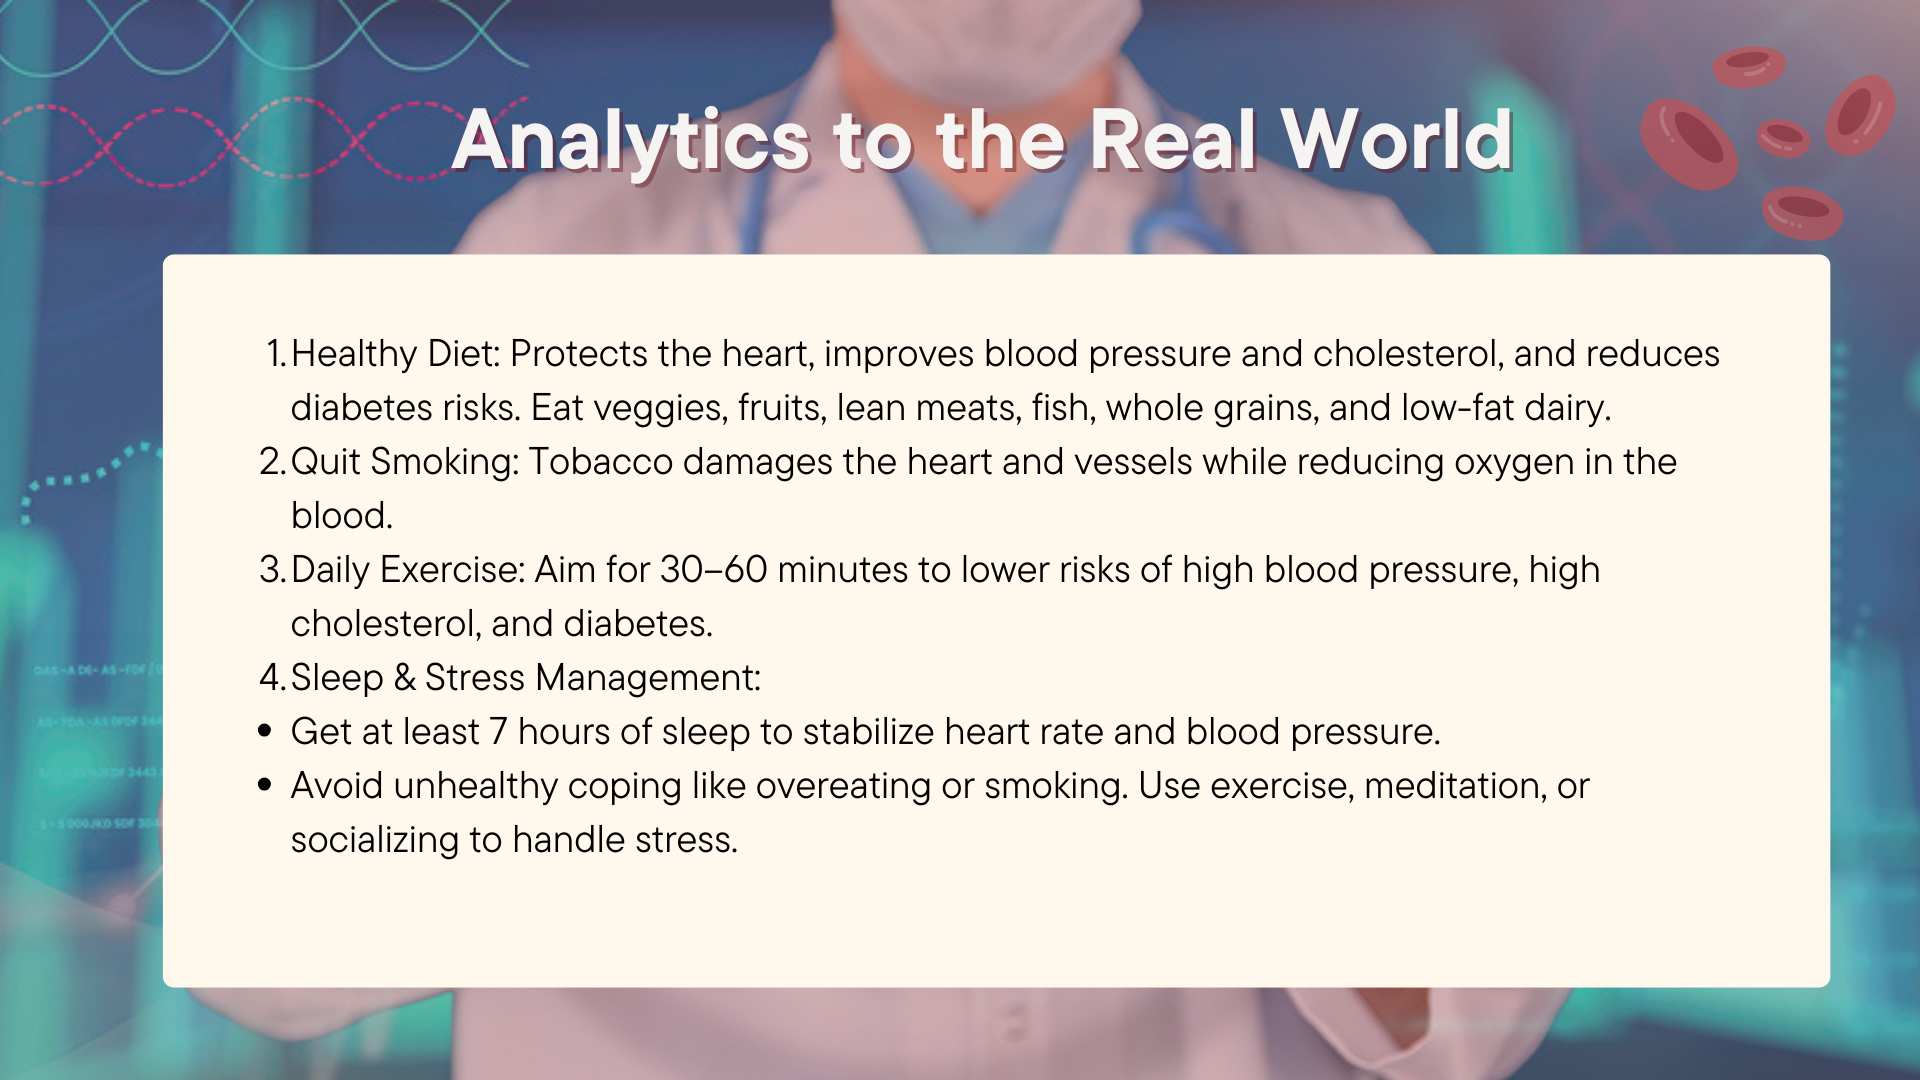 Analytics to the Real World
1. Healthy Diet: Protects the heart, improves blood pressure and cholesterol, and reduces
diabetes risks. Eat veggies, fruits, lean meats, fish, whole grains, and low-fat dairy.
2. Quit Smoking: Tobacco damages the heart and vessels while reducing oxygen in the
blood.
3. Daily Exercise: Aim for 30–60 minutes to lower risks of high blood pressure, high
cholesterol, and diabetes.
4. Sleep & Stress Management:
• Get at least 7 hours of sleep to stabilize heart rate and blood pressure.
• Avoid unhealthy coping like overeating or smoking. Use exercise, meditation, or
socializing to handle stress.